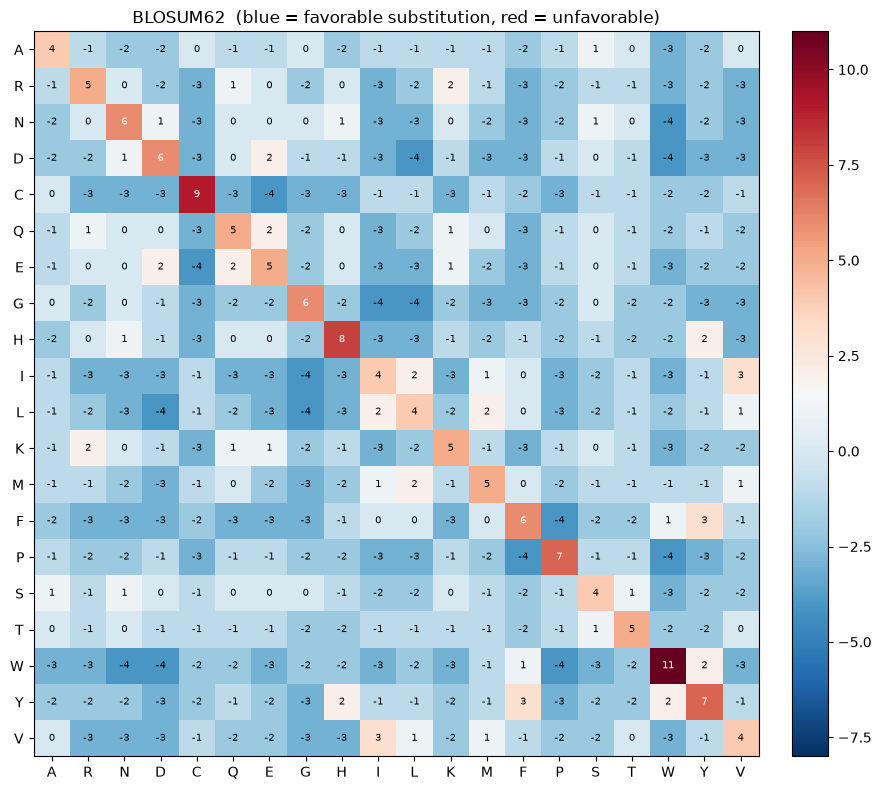 BLOSUM62  (blue = favorable substitution, red = unfavorable)
A 4 -1 -2 -2 0 -1 -1 0 -2 -1 -1 -1 -1 -2 -1 1 0 -3 -2 0
R -1 5 0 -2 -3 1 0 -2 0 -3 -2 2 -1 -3 -2 -1 -1 -3 -2 -3
N -2 0 6 1 -3 0 0 0 1 -3 -3 0 -2 -3 -2 1 0 -4 -2 -3
D -2 -2 1 6 -3 0 2 -1 -1 -3 -4 -1 -3 -3 -1 0 -1 -4 -3 -3
C 0 -3 -3 -3 9 -3 -4 -3 -3 -1 -1 -3 -1 -2 -3 -1 -1 -2 -2 -1
Q -1 1 0 0 -3 5 2 -2 0 -3 -2 1 0 -3 -1 0 -1 -2 -1 -2
E -1 0 0 2 -4 2 5 -2 0 -3 -3 1 -2 -3 -1 0 -1 -3 -2 -2
G 0 -2 0 -1 -3 -2 -2 6 -2 -4 -4 -2 -3 -3 -2 0 -2 -2 -3 -3
H -2 0 1 -1 -3 0 0 -2 8 -3 -3 -1 -2 -1 -2 -1 -2 -2 2 -3
I -1 -3 -3 -3 -1 -3 -3 -4 -3 4 2 -3 1 0 -3 -2 -1 -3 -1 3
L -1 -2 -3 -4 -1 -2 -3 -4 -3 2 4 -2 2 0 -3 -2 -1 -2 -1 1
K -1 2 0 -1 -3 1 1 -2 -1 -3 -2 5 -1 -3 -1 0 -1 -3 -2 -2
M -1 -1 -2 -3 -1 0 -2 -3 -2 1 2 -1 5 0 -2 -1 -1 -1 -1 1
F -2 -3 -3 -3 -2 -3 -3 -3 -1 0 0 -3 0 6 -4 -2 -2 1 3 -1
P -1 -2 -2 -1 -3 -1 -1 -2 -2 -3 -3 -1 -2 -4 7 -1 -1 -4 -3 -2
S 1 -1 1 0 -1 0 0 0 -1 -2 -2 0 -1 -2 -1 4 1 -3 -2 -2
T 0 -1 0 -1 -1 -1 -1 -2 -2 -1 -1 -1 -1 -2 -1 1 5 -2 -2 0
W -3 -3 -4 -4 -2 -2 -3 -2 -2 -3 -2 -3 -1 1 -4 -3 -2 11 2 -3
Y -2 -2 -2 -3 -2 -1 -2 -3 2 -1 -1 -2 -1 3 -3 -2 -2 2 7 -1
V 0 -3 -3 -3 -1 -2 -2 -3 -3 3 1 -2 1 -1 -2 -2 0 -3 -1 4
A R N D C Q E G H I L K M F P S T W Y V
10.0
7.5
5.0
2.5
0.0
−2.5
−5.0
−7.5